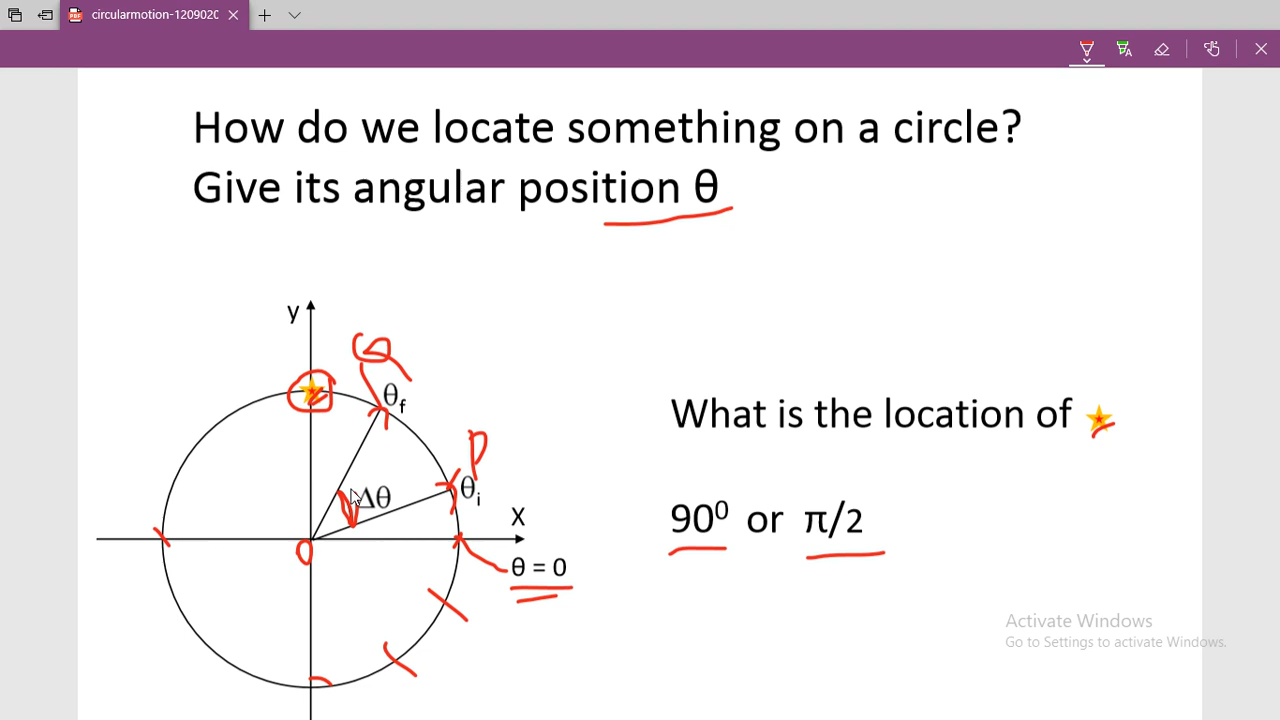 circularmotion-1209020
How do we locate something on a circle?
Give its angular position θ
y
Q
θf
P
Δθ
θi
X
O
θ = 0
What is the location of
90⁰ or π/2
Activate Windows
Go to Settings to activate Windows.